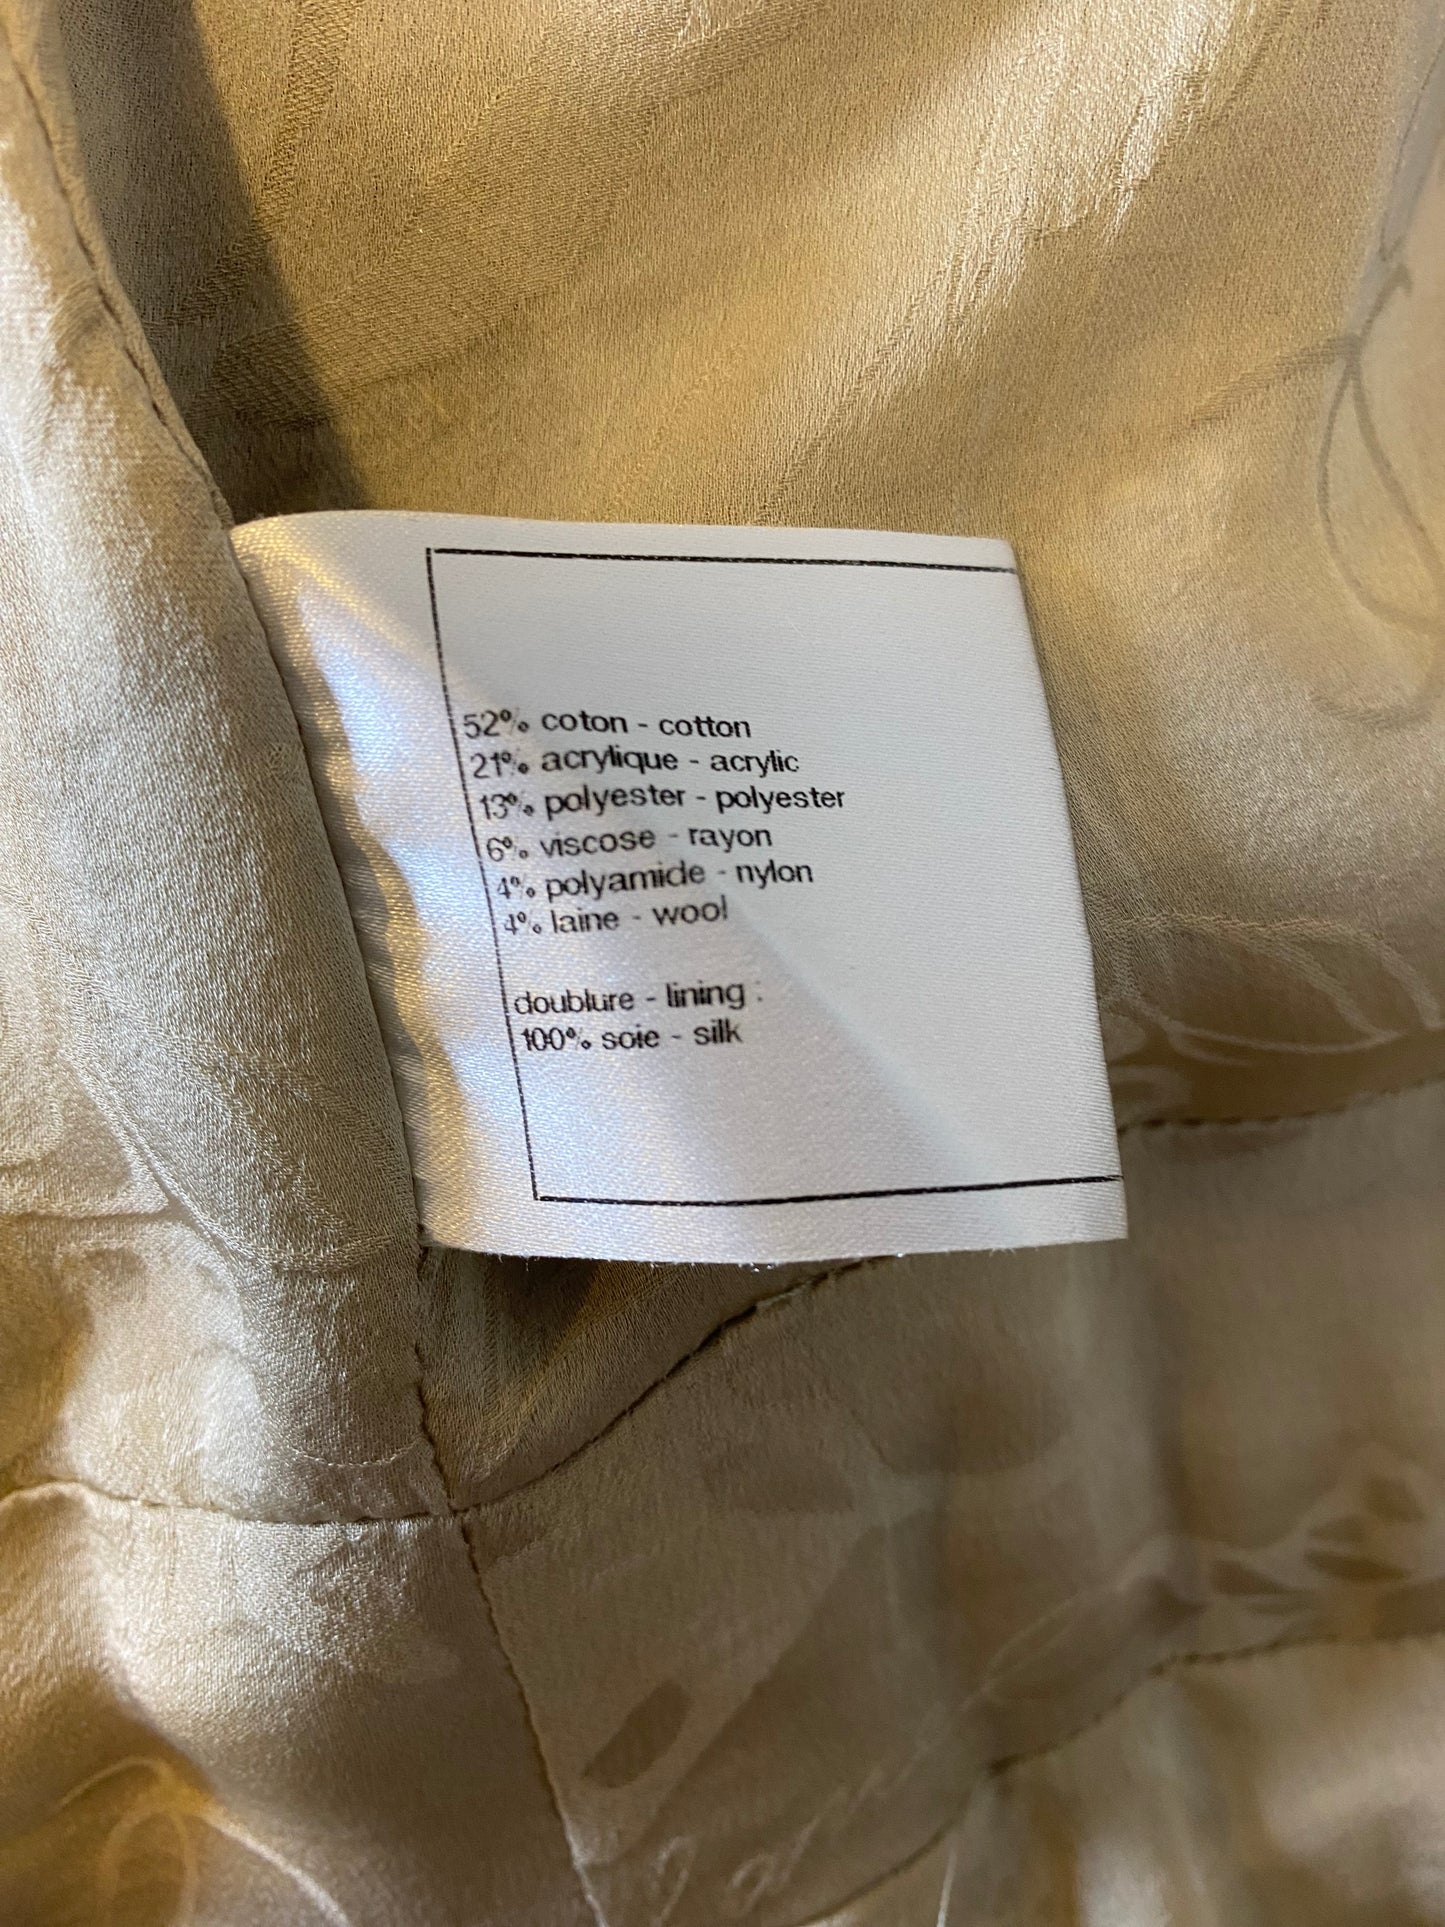 52% coton - cotton
21% acrylique - acrylic
13% polyester - polyester
6% viscose - rayon
4% polyamide - nylon
4% laine - wool
doublure - lining :
100% soie - silk